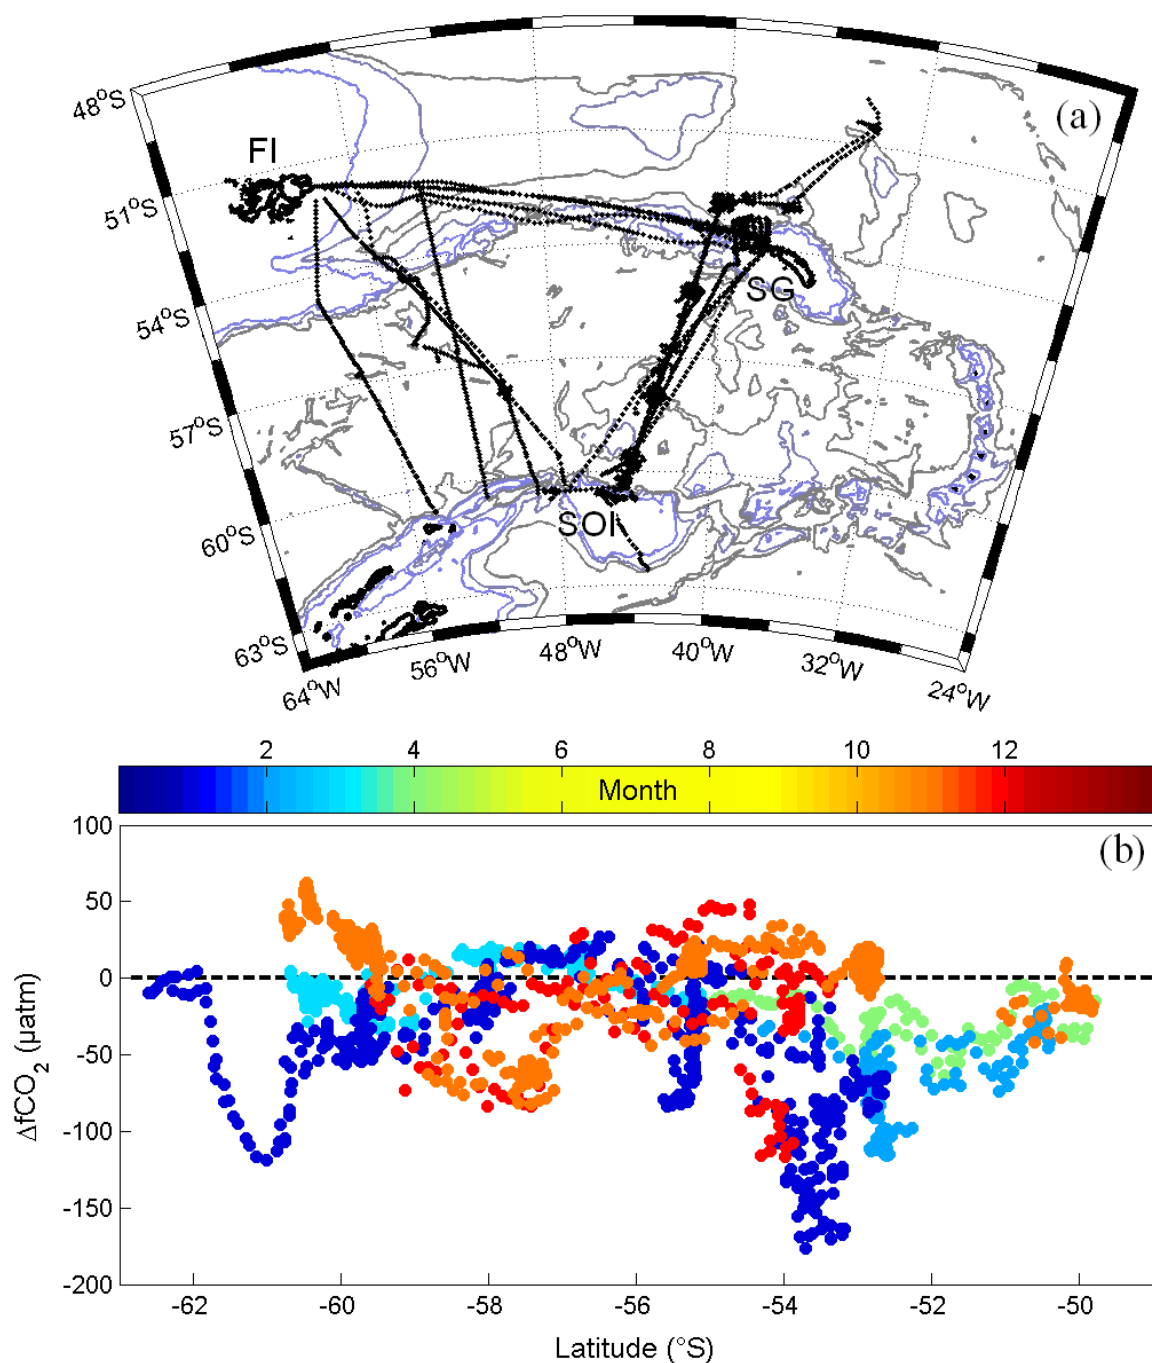 (a)
48°S
FI
51°S
SG
54°S
57°S
60°S
SOI
63°S
64°W
56°W
48°W
40°W
32°W
24°W
2 4 6 8 10 12
Month
(b)
100
50
0
-50
-100
-150
-200
ΔfCO₂ (µatm)
-62 -60 -58 -56 -54 -52 -50
Latitude (°S)